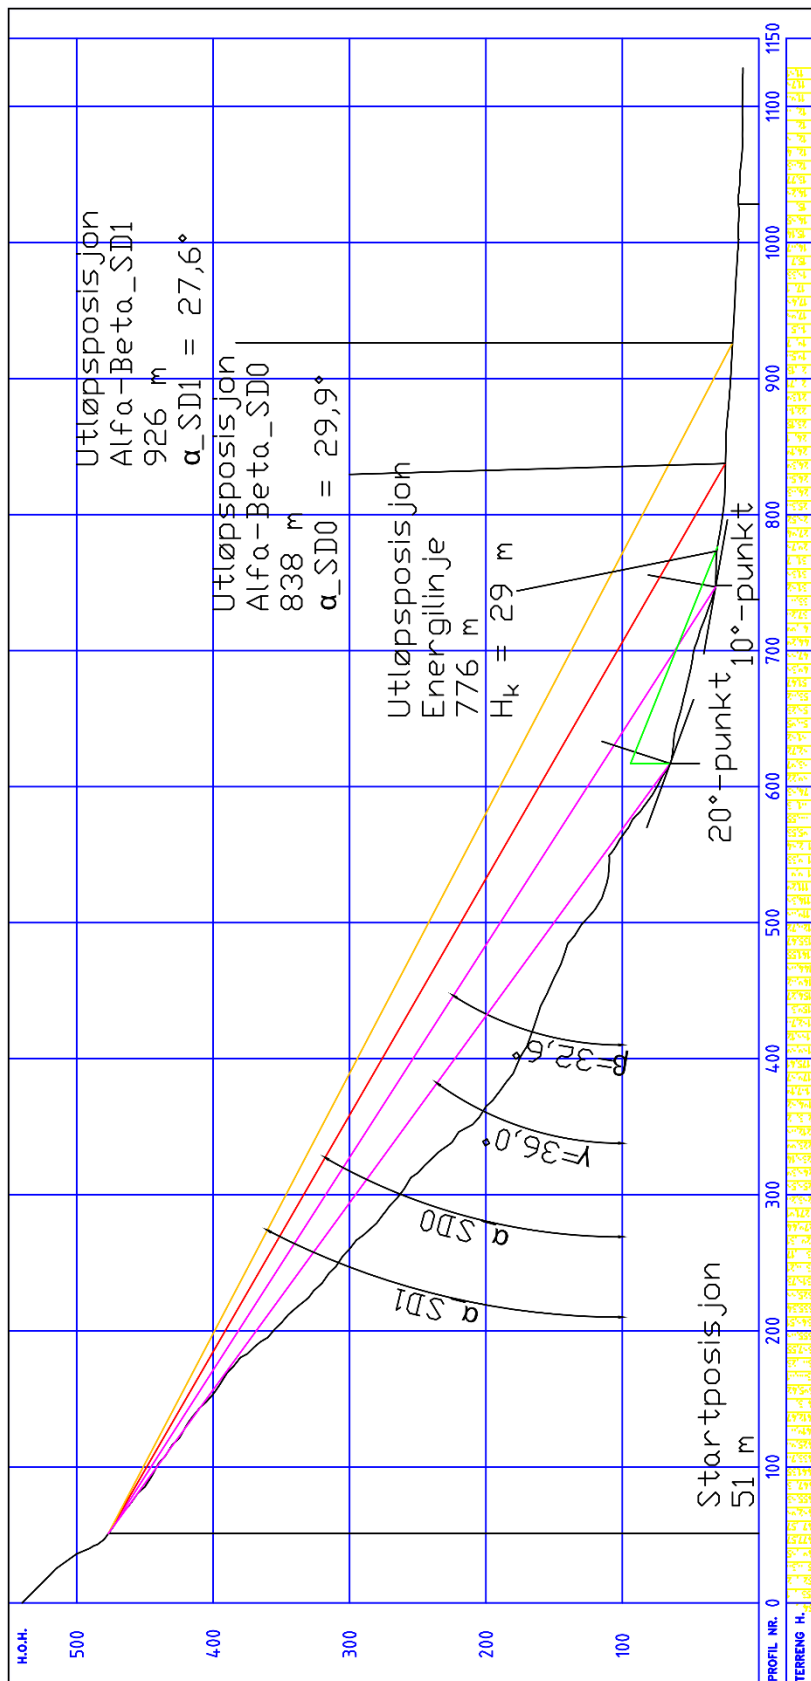 H.O.H.
500
400
300
200
100
Utløpsposisjon
Alfa-Beta_SD1
926 m
α_SD1 = 27,6°
Utløpsposisjon
Alfa-Beta_SD0
838 m
α_SD0 = 29,9°
Utløpsposisjon
Energilinje
776 m
Hk = 29 m
10°-punkt
20°-punkt
β=32,6°
γ=36,0°
α SD0
α SD1
Startposisjon
51 m
PROFIL NR.
0
100
200
300
400
500
600
700
800
900
1000
1100
1150
TERRENG H.